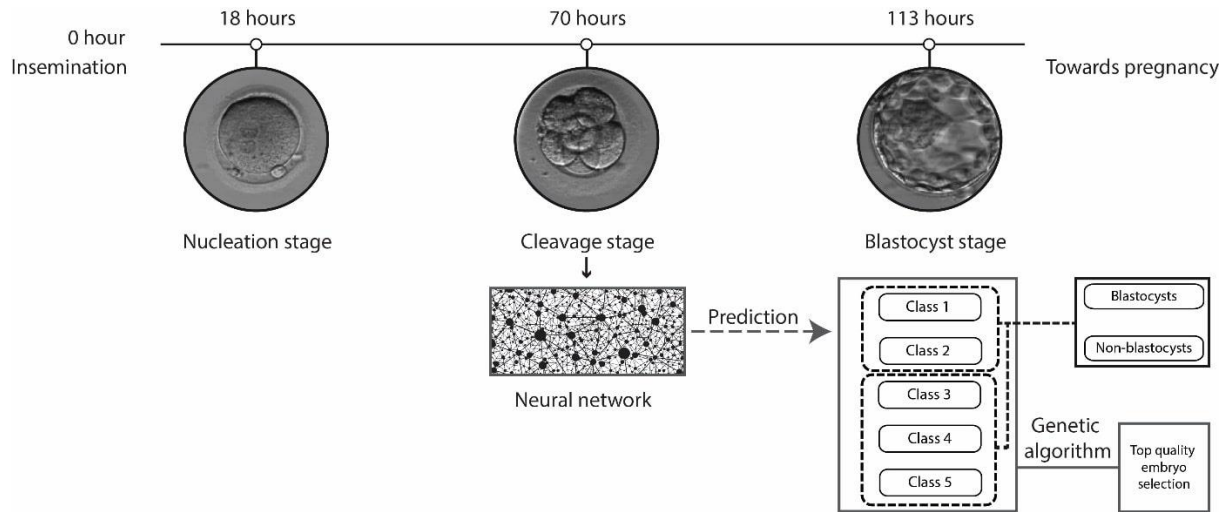 0 hour
Insemination
18 hours
70 hours
113 hours
Towards pregnancy
Nucleation stage
Cleavage stage
Blastocyst stage
Neural network
Prediction
Class 1
Class 2
Class 3
Class 4
Class 5
Blastocysts
Non-blastocysts
Genetic
algorithm
Top quality
embryo
selection